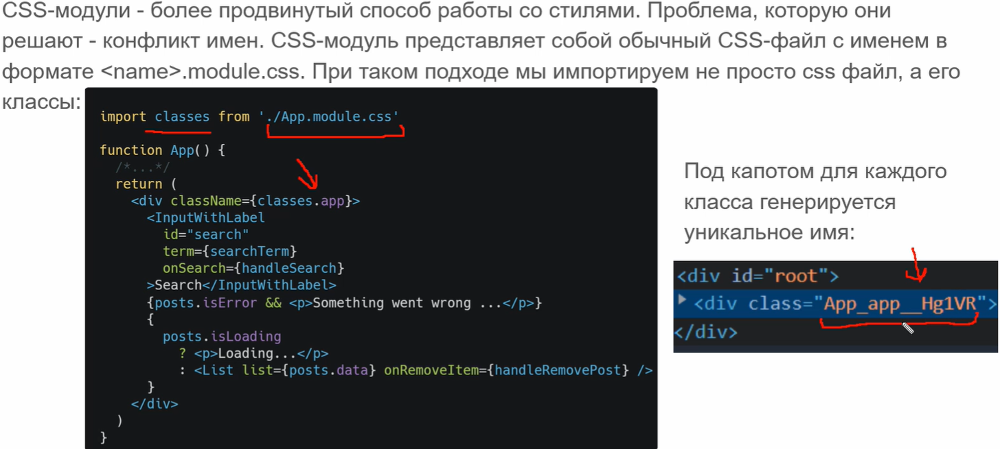 CSS-модули - более продвинутый способ работы со стилями. Проблема, которую они
решают - конфликт имен. CSS-модуль представляет собой обычный CSS-файл с именем в
формате <name>.module.css. При таком подходе мы импортируем не просто css файл, а его
классы:
import classes from './App.module.css'
function App() {
/*...*/
return (
<div className={classes.app}>
<InputWithLabel
id="search"
term={searchTerm}
onSearch={handleSearch}
>Search</InputWithLabel>
{posts.isError && <p>Something went wrong ...</p>}
{
posts.isLoading
? <p>Loading...</p>
: <List list={posts.data} onRemoveItem={handleRemovePost} />
}
</div>
)
}
Под капотом для каждого
класса генерируется
уникальное имя:
<div id="root">
<div class="App_app__Hg1VR">
</div>